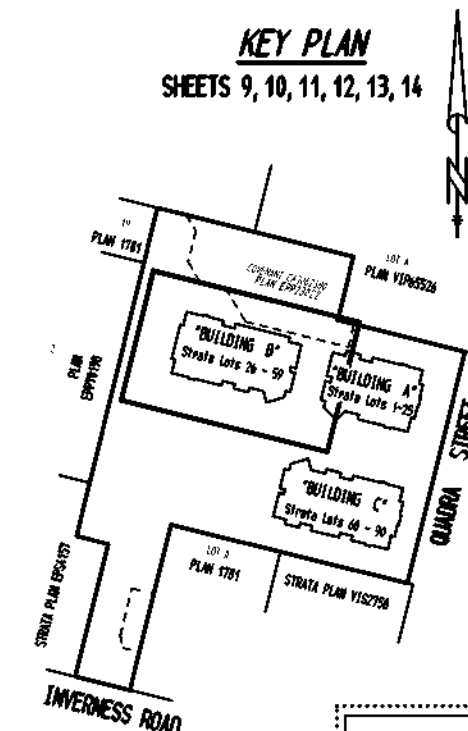 KEY PLAN
SHEETS 9, 10, 11, 12, 13, 14
N
PLAN 1781
LOT A
PLAN VIP65526
COVENANT
"BUILDING B"
Strata Lots 26 - 59
"BUILDING A"
Strata Lots 1-25
PLAN
QUADRA STREET
"BUILDING C"
Strata Lots 60 - 90
LOT A
PLAN 1781
STRATA PLAN VIS2758
STRATA PLAN
INVERNESS ROAD